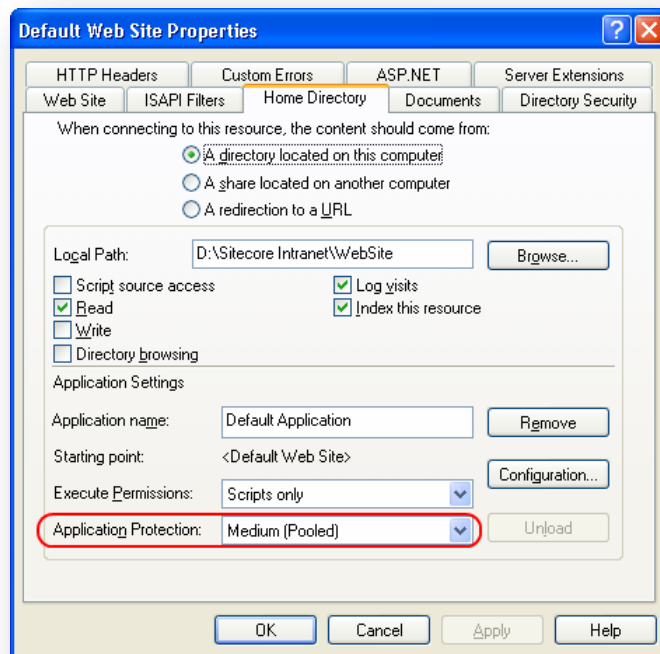 Default Web Site Properties
HTTP Headers Custom Errors ASP.NET Server Extensions
Web Site ISAPI Filters Home Directory Documents Directory Security
When connecting to this resource, the content should come from:
A directory located on this computer
A share located on another computer
A redirection to a URL
Local Path: D:\Sitecore Intranet\WebSite Browse...
Script source access Log visits
Read Index this resource
Write
Directory browsing
Application Settings
Application name: Default Application Remove
Starting point: <Default Web Site>
Configuration...
Execute Permissions: Scripts only
Application Protection: Medium (Pooled) Unload
OK Cancel Apply Help